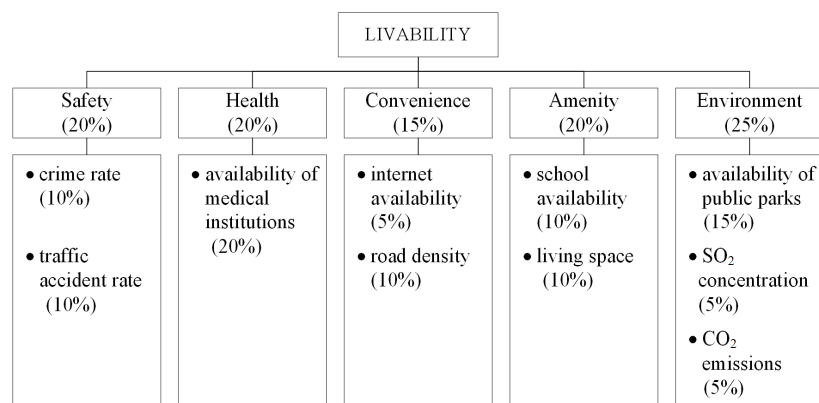 LIVABILITY
Safety
(20%)
Health
(20%)
Convenience
(15%)
Amenity
(20%)
Environment
(25%)
• crime rate
(10%)
• traffic
accident rate
(10%)
• availability of
medical
institutions
(20%)
• internet
availability
(5%)
• road density
(10%)
• school
availability
(10%)
• living space
(10%)
• availability of
public parks
(15%)
• SO₂
concentration
(5%)
• CO₂
emissions
(5%)